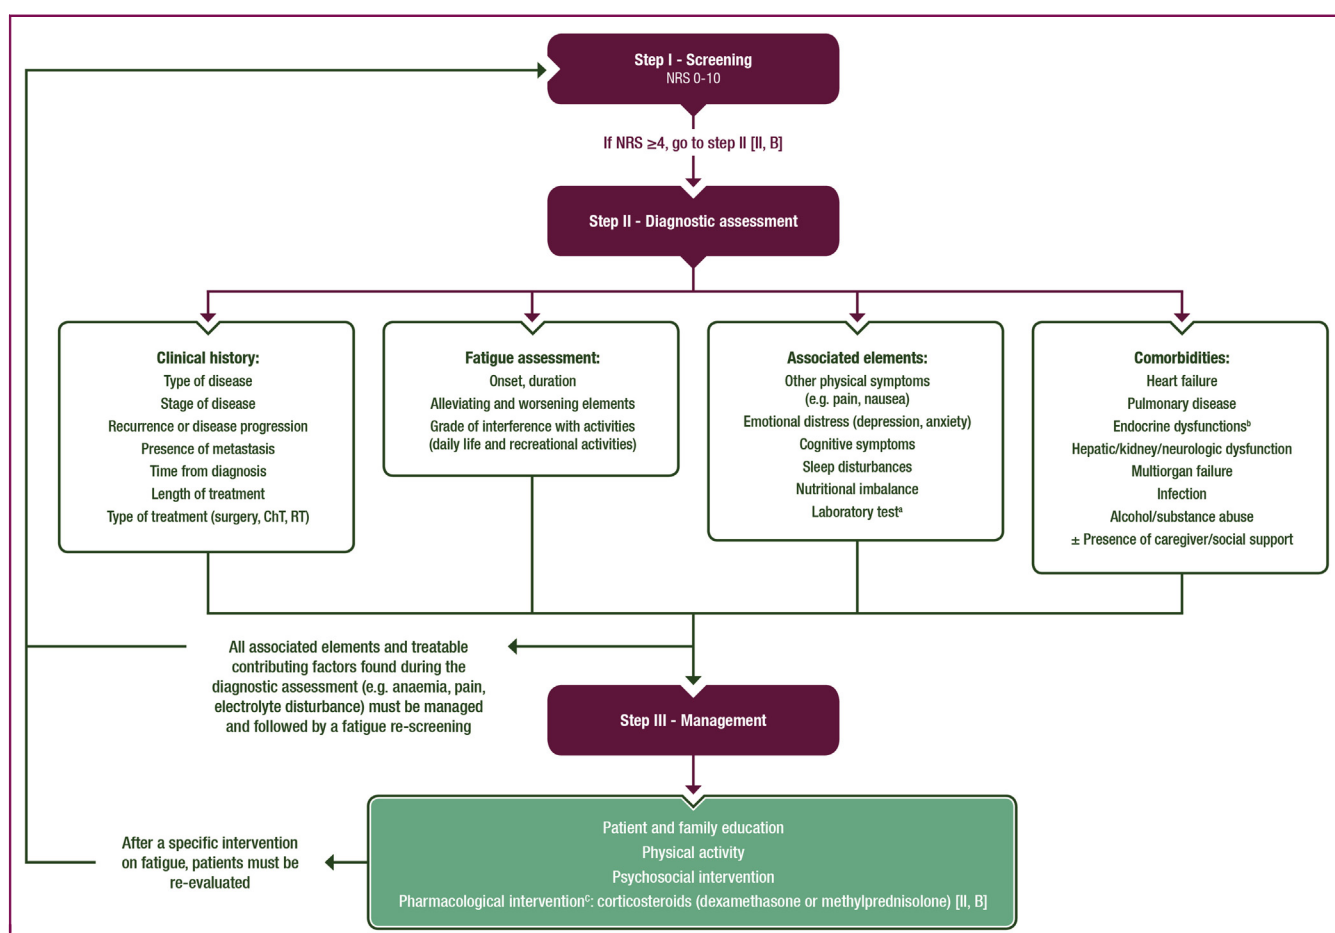 Step I - Screening
NRS 0-10
If NRS ≥4, go to step II [II, B]
Step II - Diagnostic assessment
Clinical history:
Type of disease
Stage of disease
Recurrence or disease progression
Presence of metastasis
Time from diagnosis
Length of treatment
Type of treatment (surgery, ChT, RT)
Fatigue assessment:
Onset, duration
Alleviating and worsening elements
Grade of interference with activities
(daily life and recreational activities)
Associated elements:
Other physical symptoms
(e.g. pain, nausea)
Emotional distress (depression, anxiety)
Cognitive symptoms
Sleep disturbances
Nutritional imbalance
Laboratory testᵃ
Comorbidities:
Heart failure
Pulmonary disease
Endocrine dysfunctionsᵇ
Hepatic/kidney/neurologic dysfunction
Multiorgan failure
Infection
Alcohol/substance abuse
± Presence of caregiver/social support
All associated elements and treatable
contributing factors found during the
diagnostic assessment (e.g. anaemia, pain,
electrolyte disturbance) must be managed
and followed by a fatigue re-screening
Step III - Management
Patient and family education
Physical activity
Psychosocial intervention
Pharmacological interventionᶜ: corticosteroids (dexamethasone or methylprednisolone) [II, B]
After a specific intervention
on fatigue, patients must be
re-evaluated